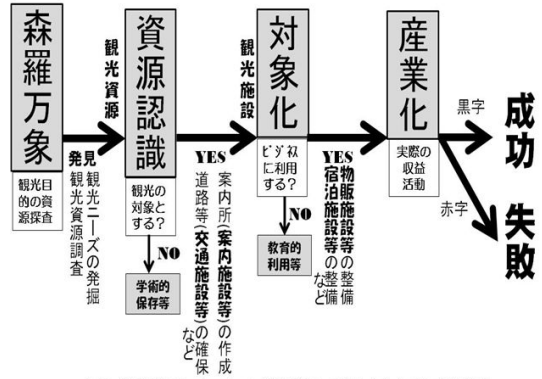 森羅万象
観光目
的の資
源探査
観光資源
発見
観光ニーズの発掘
観光資源調査
資源認識
観光の
対象と
する?
NO
学術的
保存等
YES
案内所(案内施設等)の作成
道路等(交通施設等)の確保
など
観光施設
対象化
ビジネス
に利用
する?
NO
教育的
利用等
YES
物販施設等の整備
宿泊施設等の整備
など
産業化
実際の
収益
活動
黒字
成功
赤字
失敗